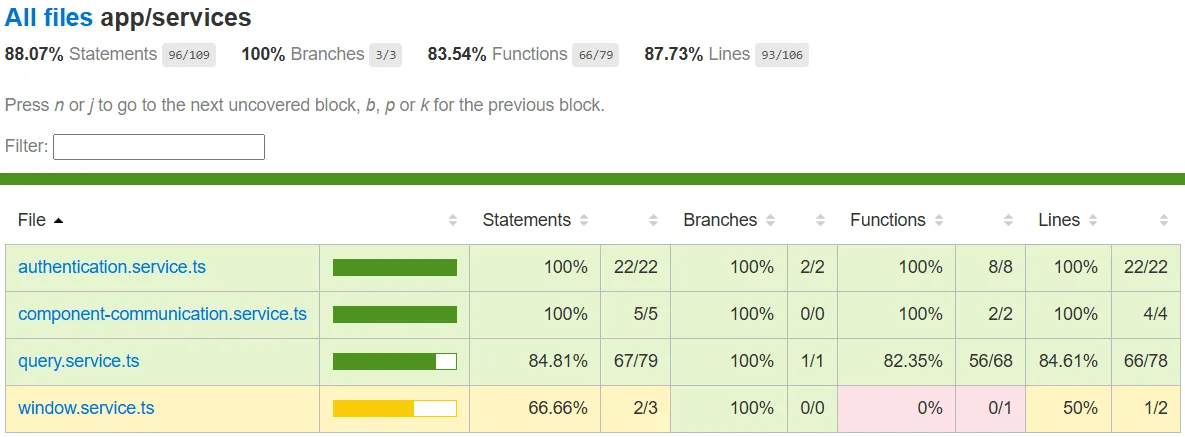 All files app/services
88.07% Statements 96/109 100% Branches 3/3 83.54% Functions 66/79 87.73% Lines 93/106
Press n or j to go to the next uncovered block, b, p or k for the previous block.
Filter:
File Statements Branches Functions Lines
authentication.service.ts 100% 22/22 100% 2/2 100% 8/8 100% 22/22
component-communication.service.ts 100% 5/5 100% 0/0 100% 2/2 100% 4/4
query.service.ts 84.81% 67/79 100% 1/1 82.35% 56/68 84.61% 66/78
window.service.ts 66.66% 2/3 100% 0/0 0% 0/1 50% 1/2